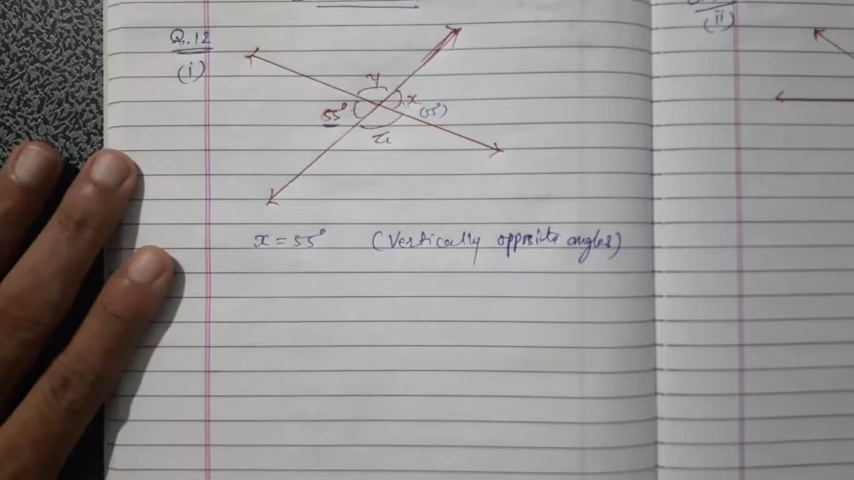 Q.12
(i)
y
55°
x
(55°)
z
x = 55° (Vertically opposite angles)
(ii)